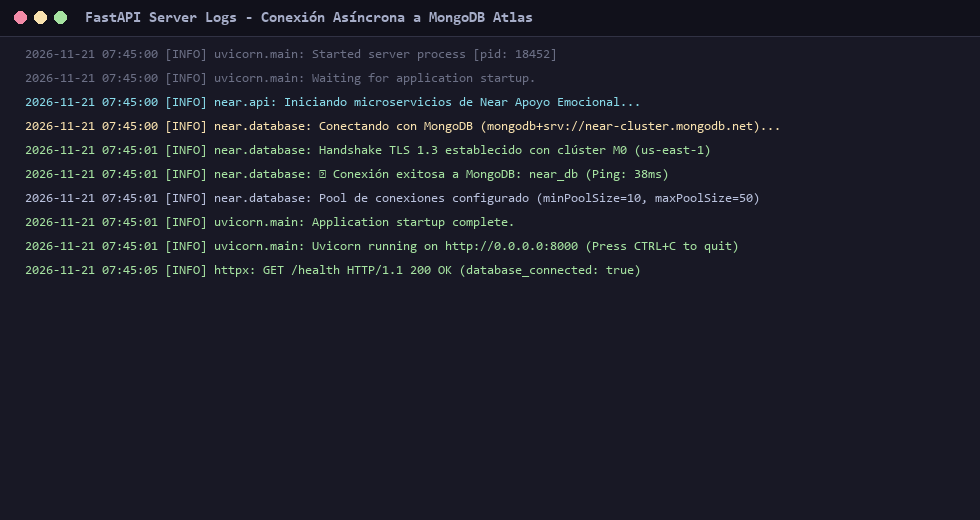 FastAPI Server Logs - Conexión Asíncrona a MongoDB Atlas
2026-11-21 07:45:00 [INFO] uvicorn.main: Started server process [pid: 18452]
2026-11-21 07:45:00 [INFO] uvicorn.main: Waiting for application startup.
2026-11-21 07:45:00 [INFO] near.api: Iniciando microservicios de Near Apoyo Emocional...
2026-11-21 07:45:00 [INFO] near.database: Conectando con MongoDB (mongodb+srv://near-cluster.mongodb.net)...
2026-11-21 07:45:01 [INFO] near.database: Handshake TLS 1.3 establecido con clúster M0 (us-east-1)
2026-11-21 07:45:01 [INFO] near.database: Conexión exitosa a MongoDB: near_db (Ping: 38ms)
2026-11-21 07:45:01 [INFO] near.database: Pool de conexiones configurado (minPoolSize=10, maxPoolSize=50)
2026-11-21 07:45:01 [INFO] uvicorn.main: Application startup complete.
2026-11-21 07:45:01 [INFO] uvicorn.main: Uvicorn running on http://0.0.0.0:8000 (Press CTRL+C to quit)
2026-11-21 07:45:05 [INFO] httpx: GET /health HTTP/1.1 200 OK (database_connected: true)